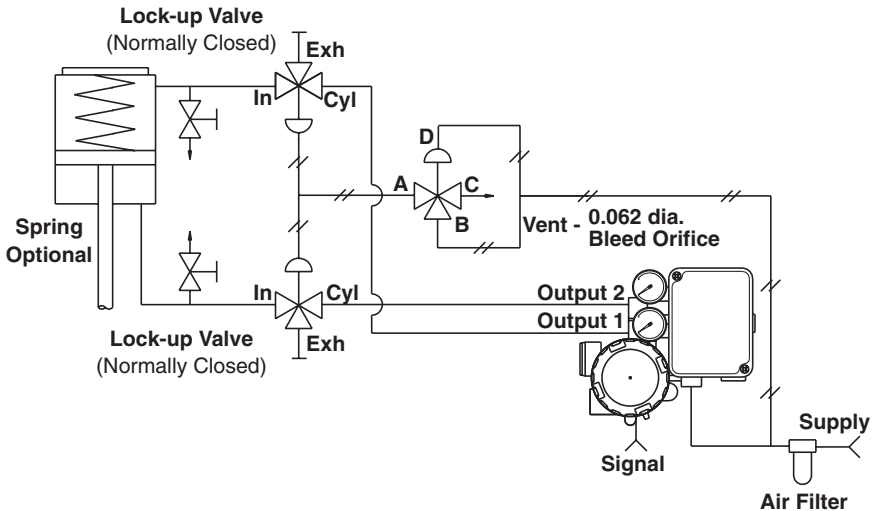 Lock-up Valve
(Normally Closed)
Exh
In
Cyl
D
A
C
B
Vent - 0.062 dia.
Bleed Orifice
Spring
Optional
In
Cyl
Exh
Output 2
Output 1
Lock-up Valve
(Normally Closed)
Supply
Signal
Air Filter